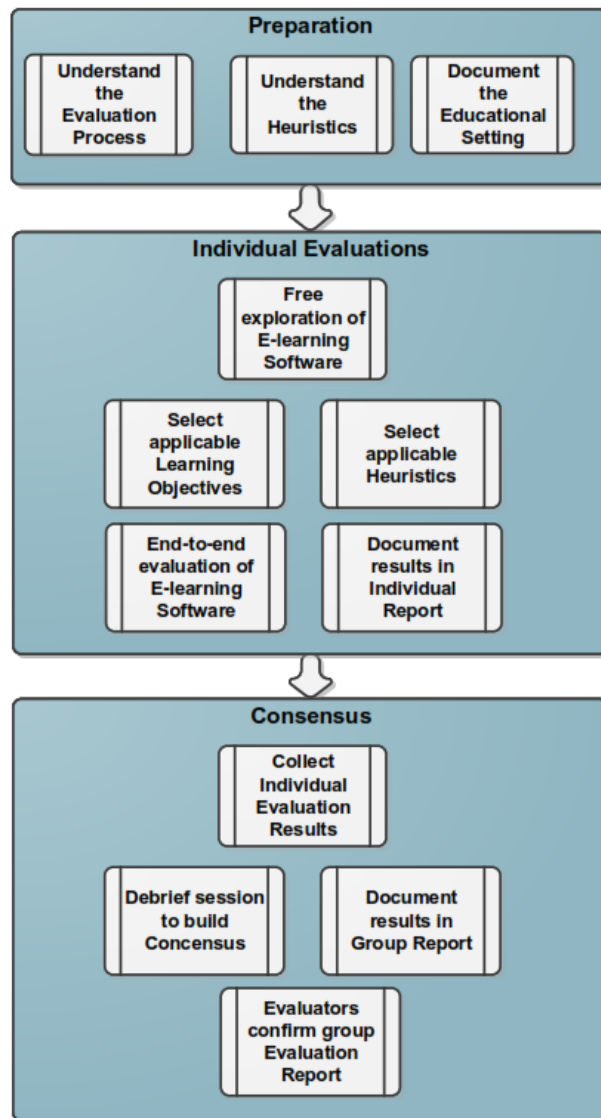 Preparation
Understand
the
Evaluation
Process
Understand
the
Heuristics
Document
the
Educational
Setting
Individual Evaluations
Free
exploration of
E-learning
Software
Select
applicable
Learning
Objectives
Select
applicable
Heuristics
End-to-end
evaluation of
E-learning
Software
Document
results in
Individual
Report
Consensus
Collect
Individual
Evaluation
Results
Debrief session
to build
Concensus
Document
results in
Group Report
Evaluators
confirm group
Evaluation
Report